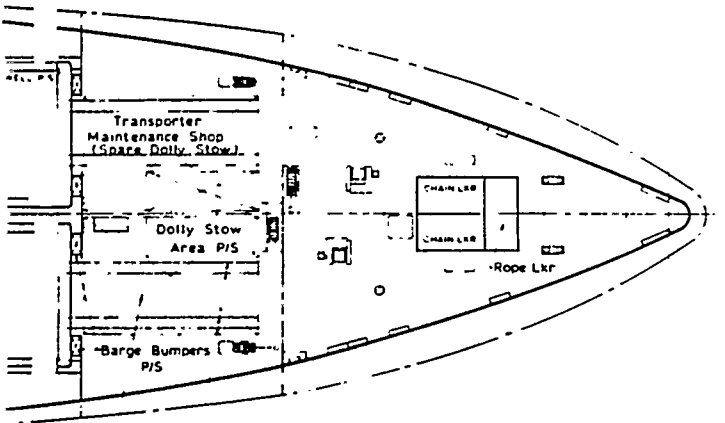 Transporter
Maintenance Shop
(Spare Dolly Stow)
CHAIN LKR
Dolly Stow
Area P/S
CHAIN LKR
Rope Lkr
Barge Bumpers
P/S